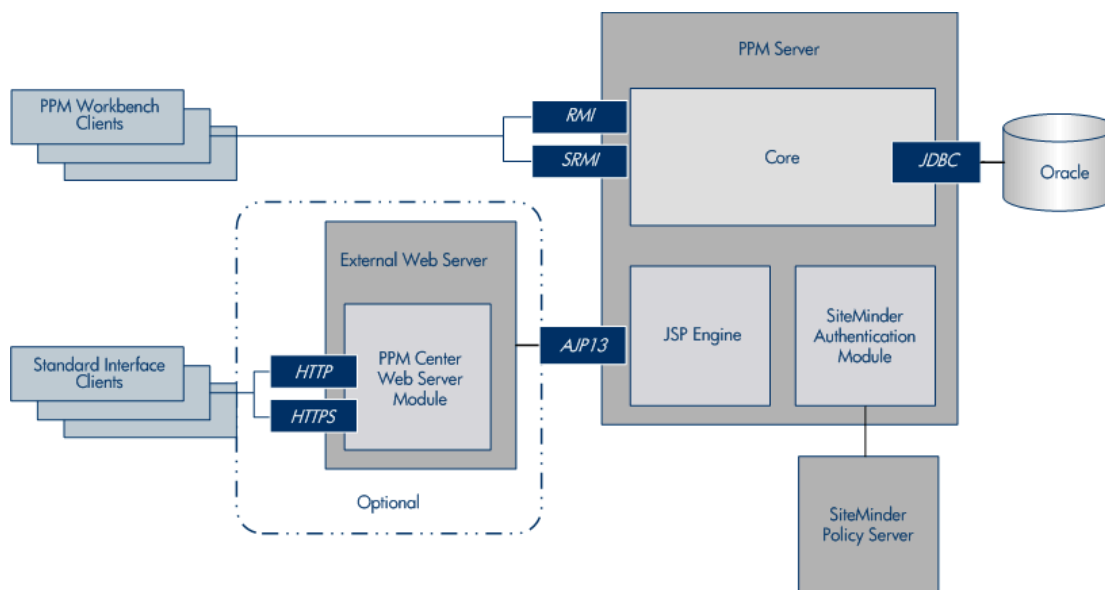 PPM Server
PPM Workbench
Clients
RMI
SRMI
Core
JDBC
Oracle
External Web Server
PPM Center
Web Server
Module
HTTP
HTTPS
Standard Interface
Clients
AJP13
JSP Engine
SiteMinder
Authentication
Module
Optional
SiteMinder
Policy Server